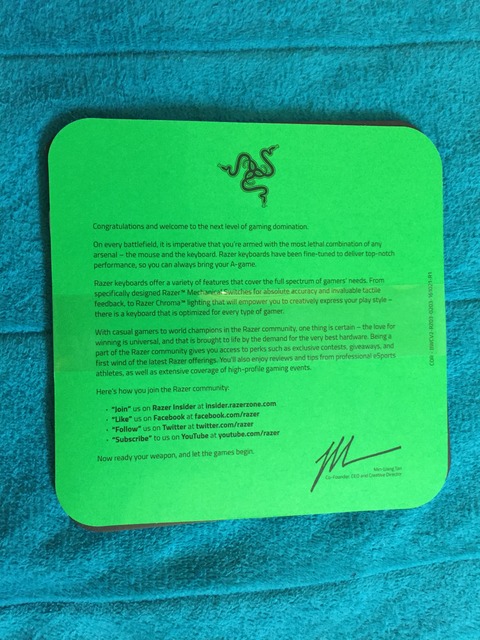 Congratulations and welcome to the next level of gaming domination.
On every battlefield, it is imperative that you're armed with the most lethal combination of any
arsenal – the mouse and the keyboard. Razer keyboards have been fine-tuned to deliver top-notch
performance, so you can always bring your A-game.
Razer keyboards offer a variety of features that cover the full spectrum of gamers' needs. From
specifically designed Razer™ Mechanical Switches for absolute accuracy and invaluable tactile
feedback, to Razer Chroma™ lighting that will empower you to creatively express your play style –
there is a keyboard that is optimized for every type of gamer.
With casual gamers to world champions in the Razer community, one thing is certain – the love for
winning is universal, and that is brought to life by the demand for the very best hardware. Being a
part of the Razer community gives you access to perks such as exclusive contests, giveaways, and
first wind of the latest Razer offerings. You'll also enjoy reviews and tips from professional eSports
athletes, as well as extensive coverage of high-profile gaming events.
Here's how you join the Razer community:
- "Join" us on Razer Insider at insider.razerzone.com
- "Like" us on Facebook at facebook.com/razer
- "Follow" us on Twitter at twitter.com/razer
- "Subscribe" to us on YouTube at youtube.com/razer
Now ready your weapon, and let the games begin.
Min-Liang Tan
Co-Founder, CEO and Creative Director